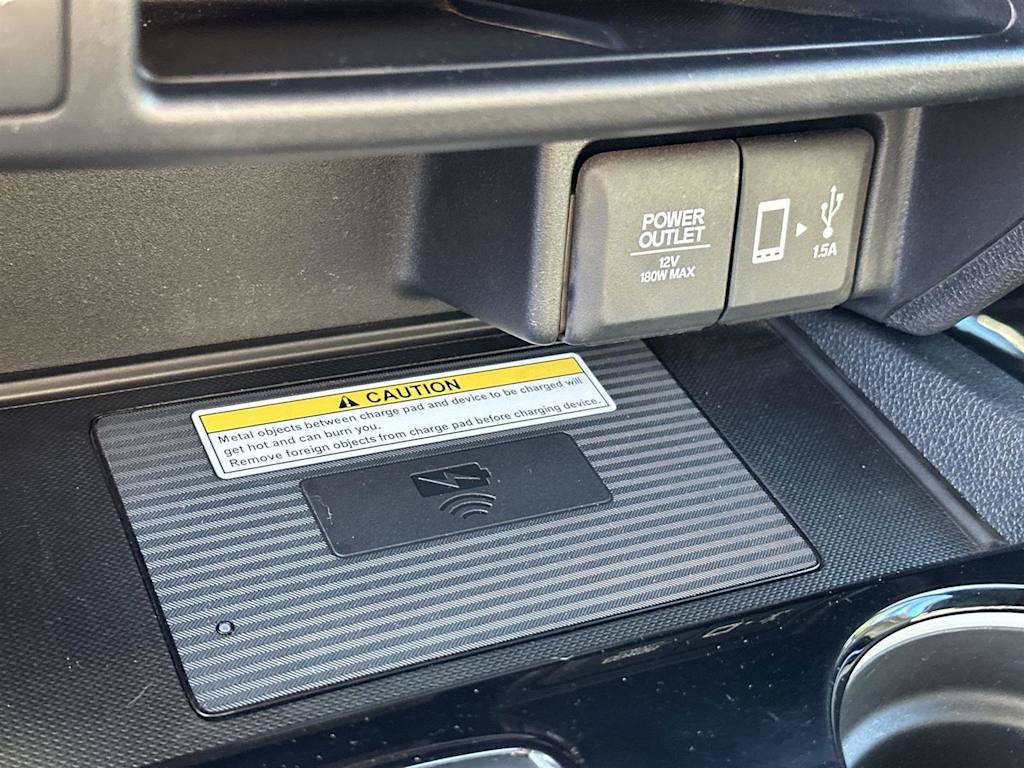 POWER
OUTLET
12V
180W MAX
1.5A
CAUTION
Metal objects between charge pad and device to be charged will
get hot and can burn you.
Remove foreign objects from charge pad before charging device.